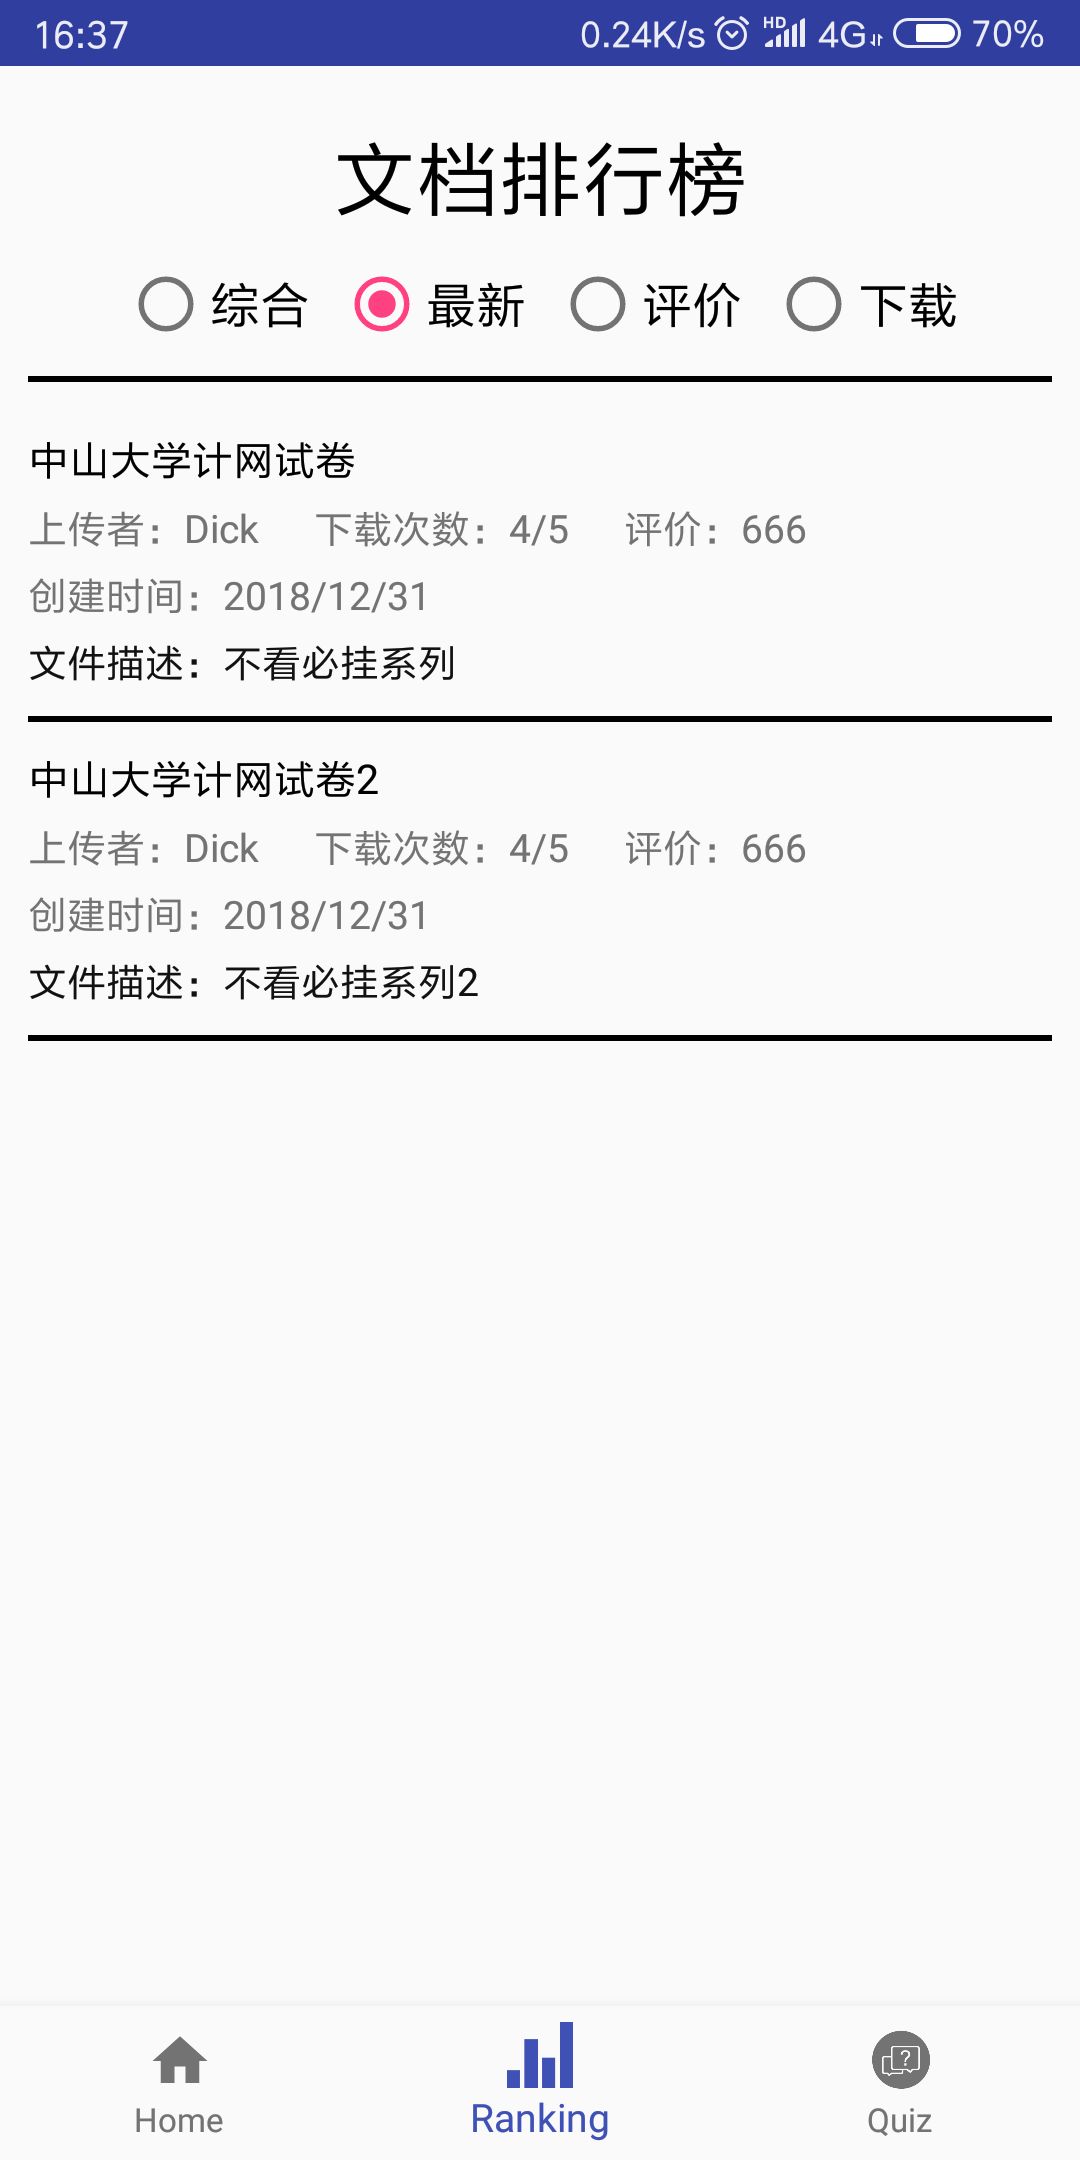 16:37 0.24K/s HD 4G 70%
文档排行榜
综合 最新 评价 下载
中山大学计网试卷
上传者：Dick 下载次数：4/5 评价：666
创建时间：2018/12/31
文件描述：不看必挂系列
中山大学计网试卷2
上传者：Dick 下载次数：4/5 评价：666
创建时间：2018/12/31
文件描述：不看必挂系列2
?
Home Ranking Quiz